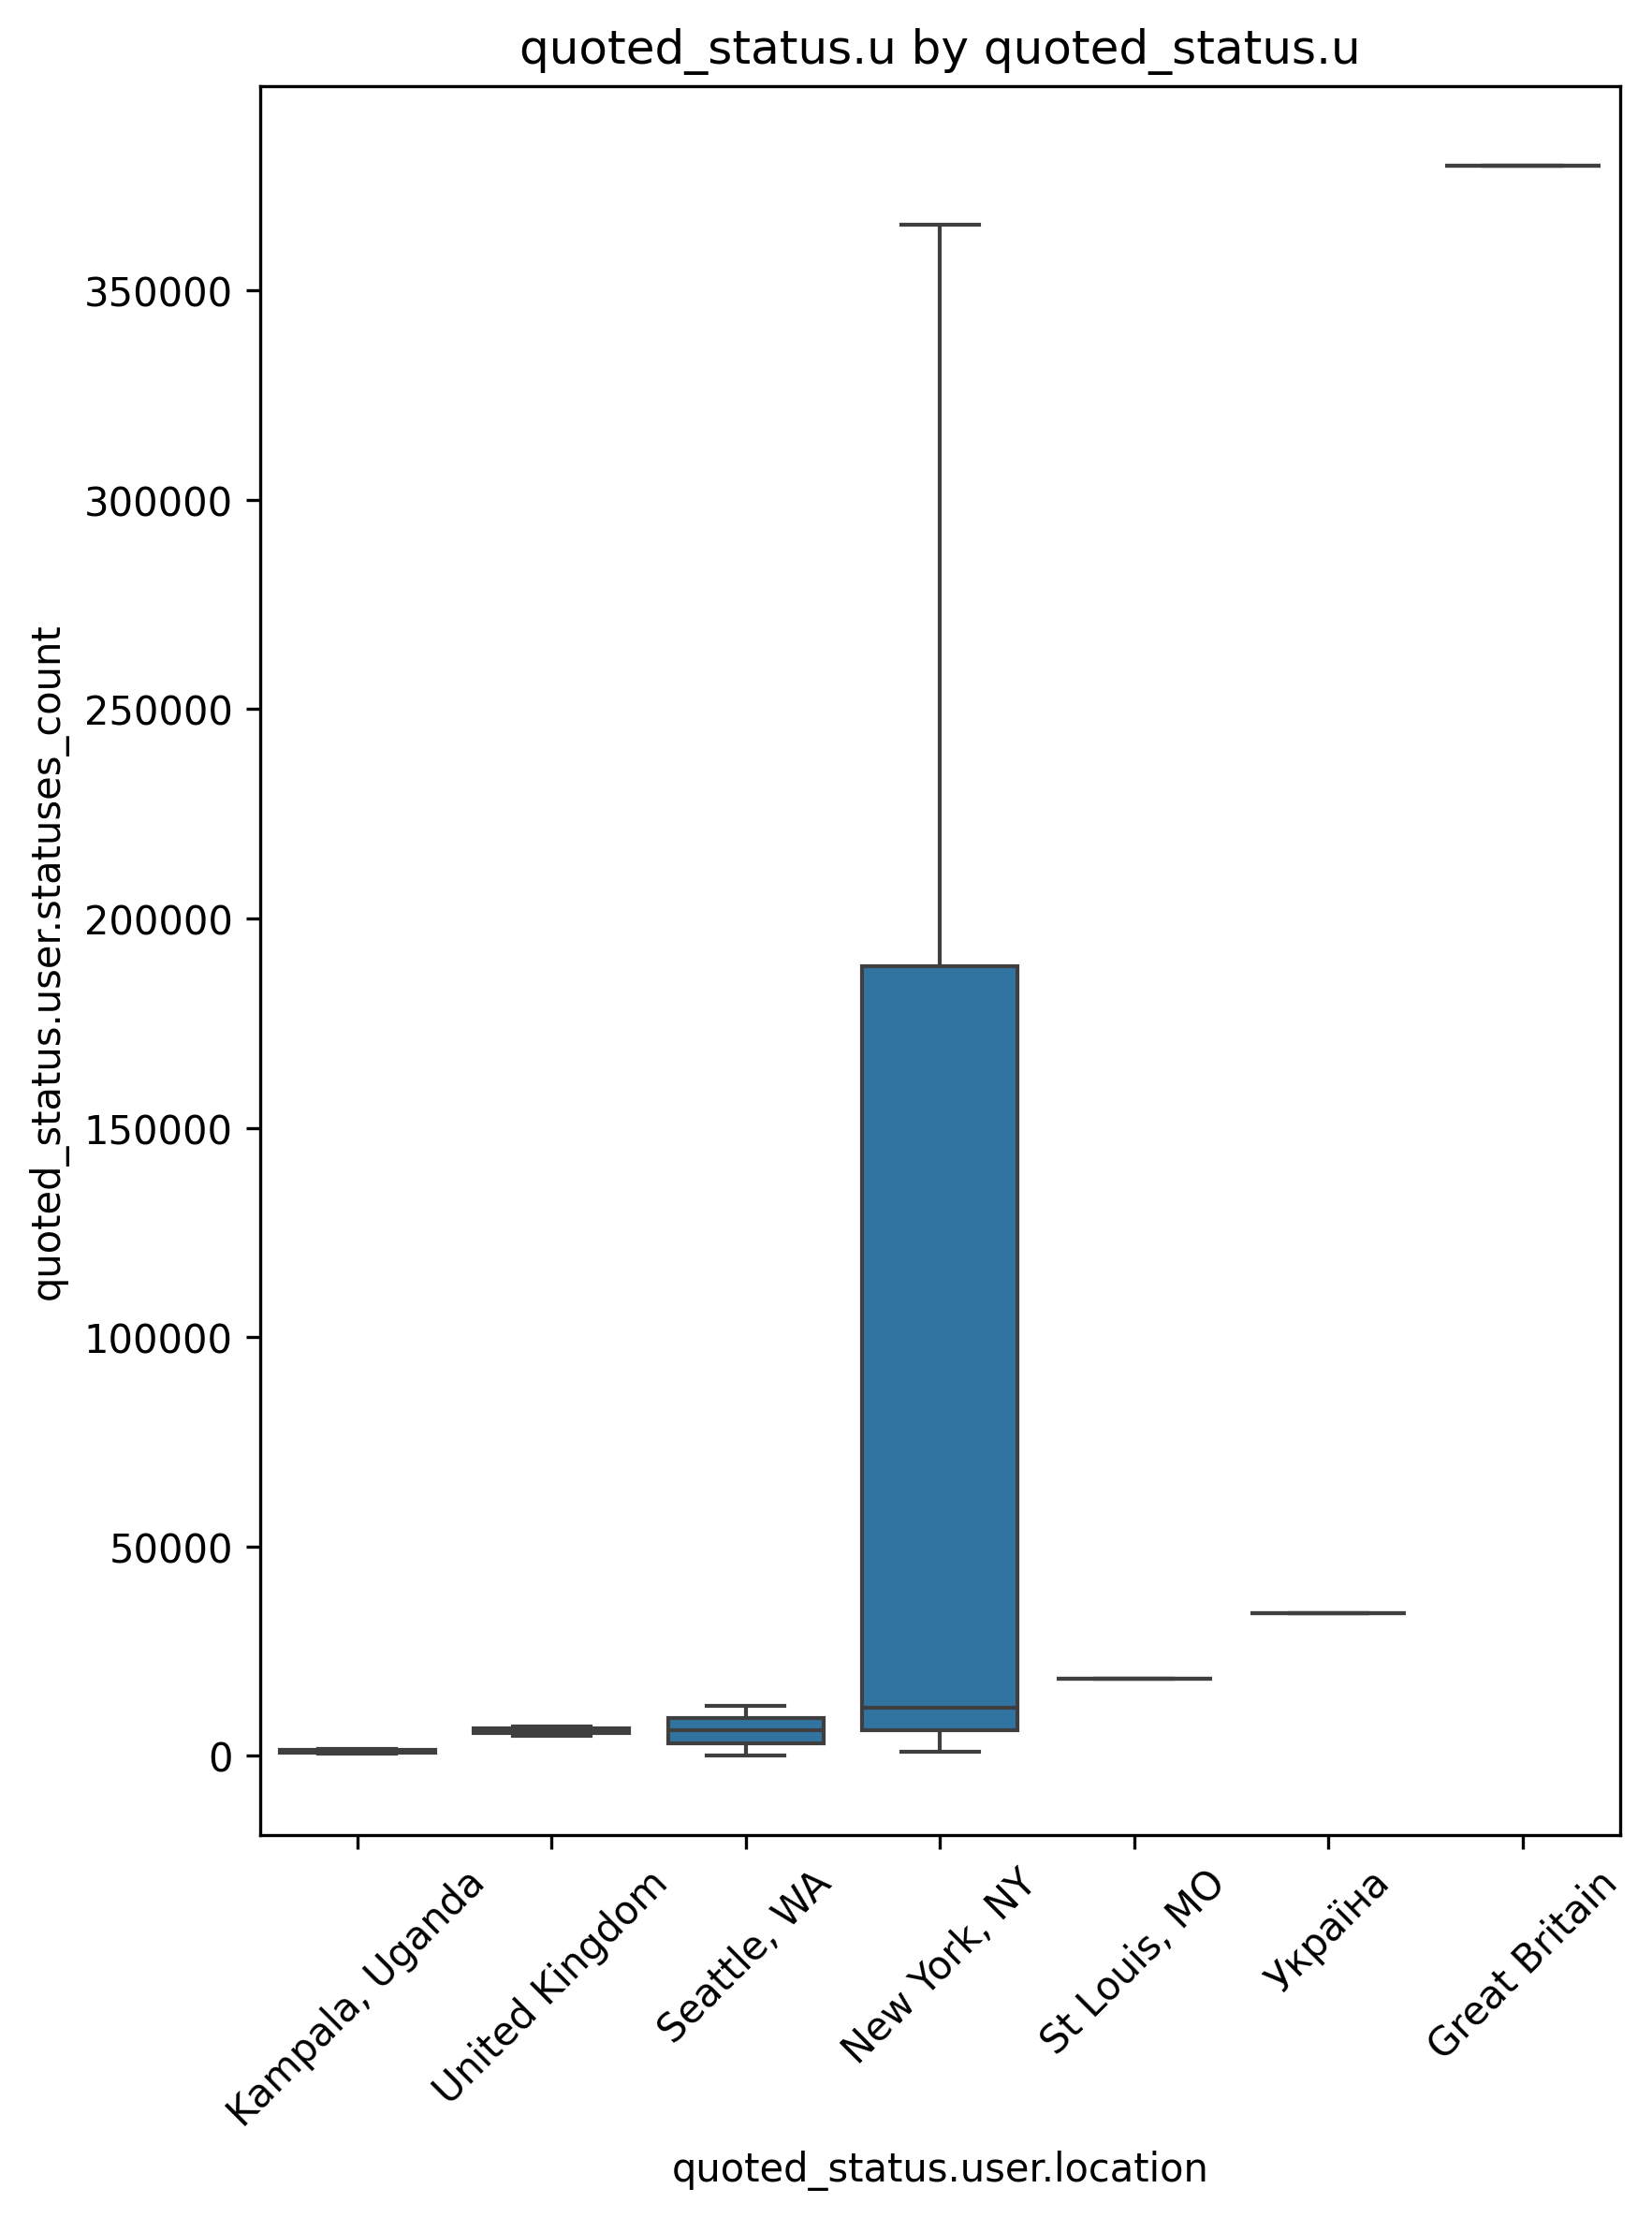 quoted_status.u by quoted_status.u
quoted_status.user.statuses_count
350000
300000
250000
200000
150000
100000
50000
0
Kampala, Uganda
United Kingdom
Seattle, WA
New York, NY
St Louis, MO
Україна
Great Britain
quoted_status.user.location